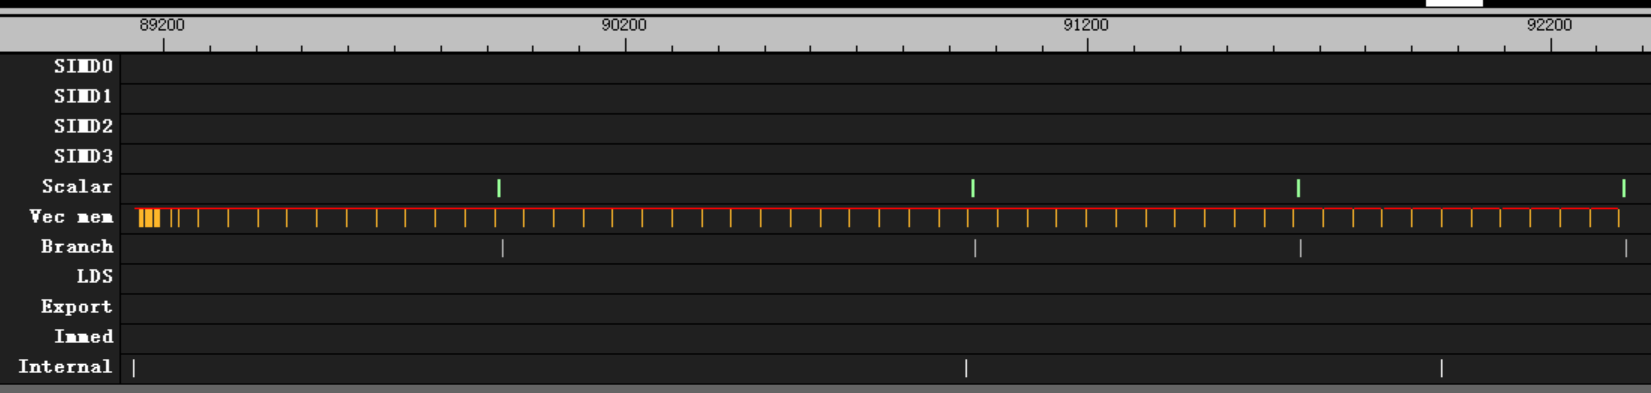 89200 90200 91200 92200
SIMD0
SIMD1
SIMD2
SIMD3
Scalar
Vec mem
Branch
LDS
Export
Immed
Internal